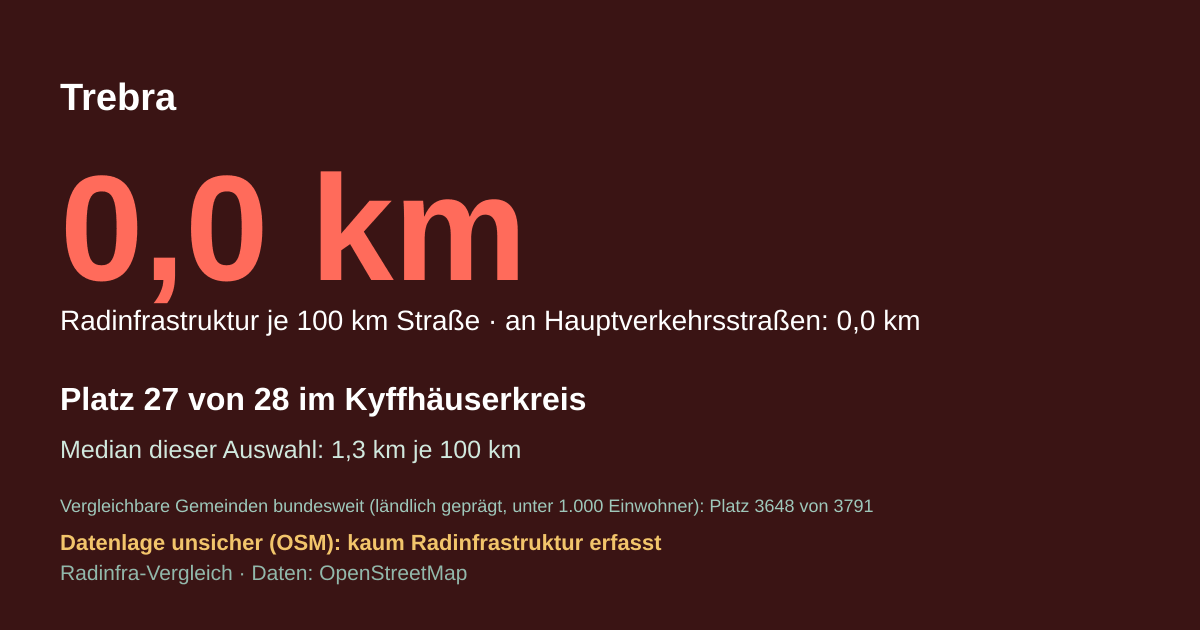 Trebra
0,0 km
Radinfrastruktur je 100 km Straße · an Hauptverkehrsstraßen: 0,0 km
Platz 27 von 28 im Kyffhäuserkreis
Median dieser Auswahl: 1,3 km je 100 km
Vergleichbare Gemeinden bundesweit (ländlich geprägt, unter 1.000 Einwohner): Platz 3648 von 3791
Datenlage unsicher (OSM): kaum Radinfrastruktur erfasst
Radinfra-Vergleich · Daten: OpenStreetMap